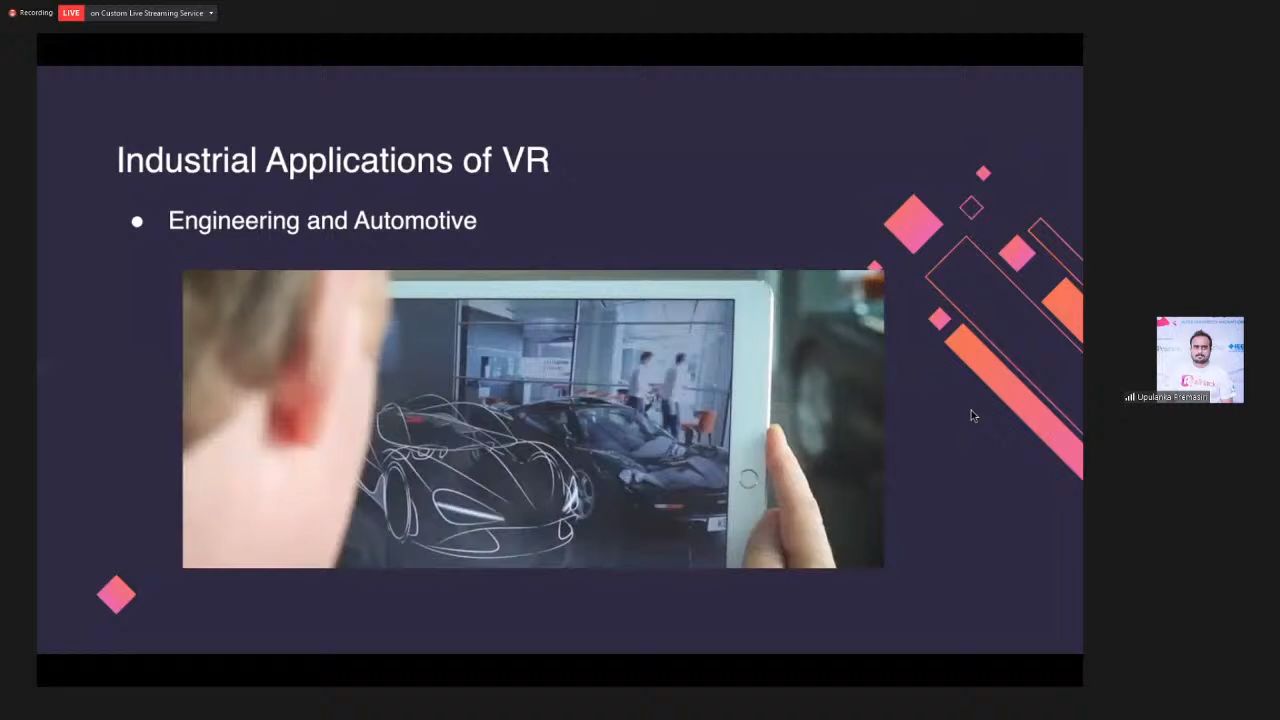 Recording
LIVE
on Custom Live Streaming Service
Industrial Applications of VR
● Engineering and Automotive
Upulanka Premasiri